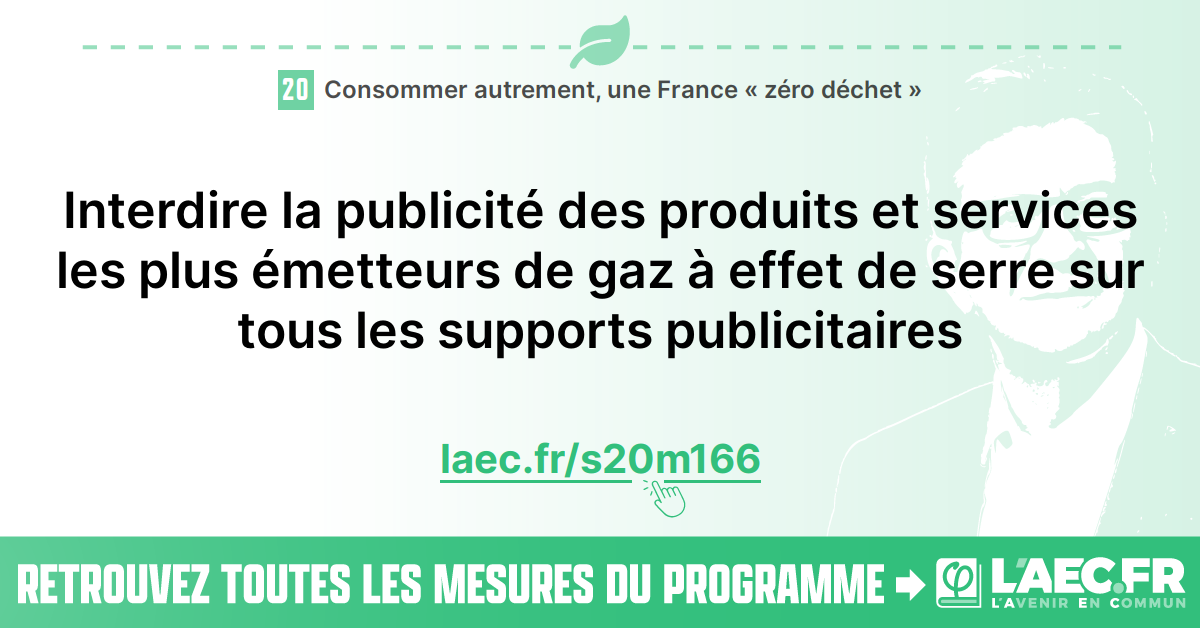 20 Consommer autrement, une France « zéro déchet »
Interdire la publicité des produits et services
les plus émetteurs de gaz à effet de serre sur
tous les supports publicitaires
laec.fr/s20m166
RETROUVEZ TOUTES LES MESURES DU PROGRAMME
φ
L'AEC.FR
L'AVENIR EN COMMUN